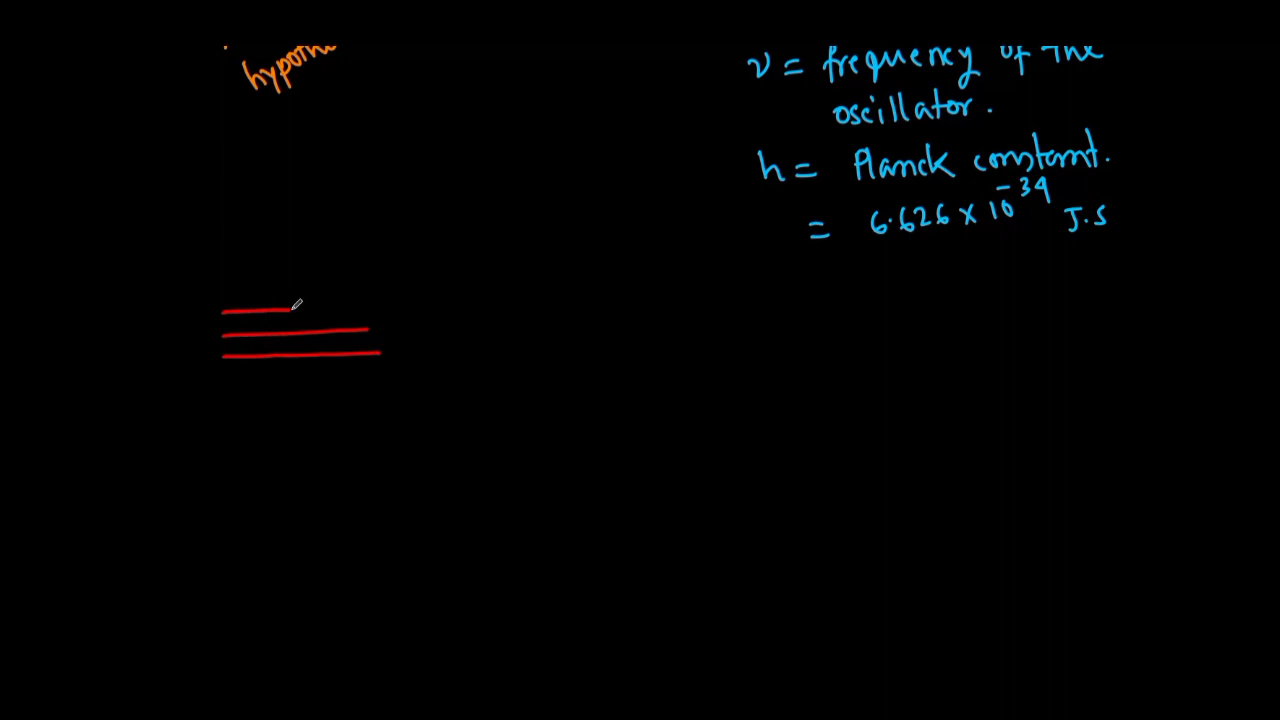 ν = frequency of the
oscillator.
h = Planck constant.
= 6.626 × 10⁻³⁴ J.s